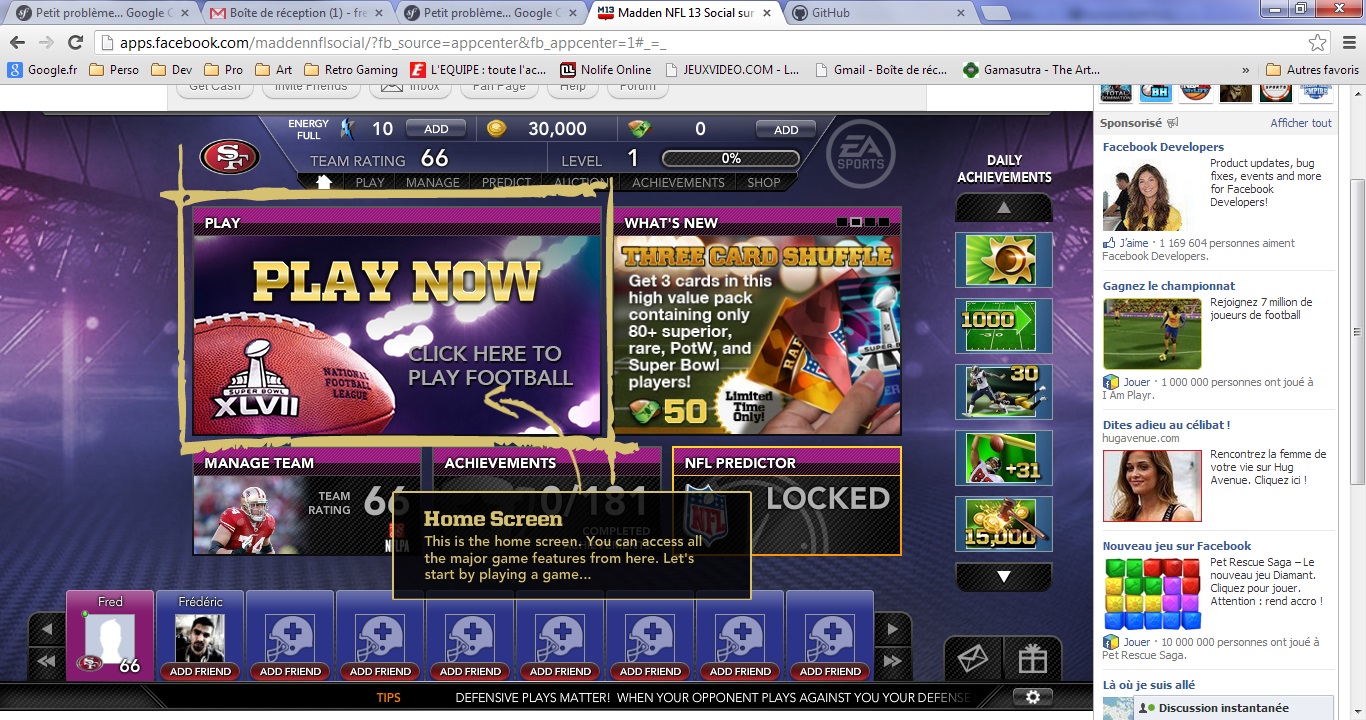 Petit problème... Google C
Boîte de réception (1) - fre
Petit problème... Google C
M13
Madden NFL 13 Social sur
GitHub
apps.facebook.com/maddennflsocial/?fb_source=appcenter&fb_appcenter=1#_=_
Google.fr
Perso
Dev
Pro
Art
Retro Gaming
L'EQUIPE : toute l'ac...
Nolife Online
JEUXVIDEO.COM - L...
Gmail - Boîte de réc...
Gamasutra - The Art...
»
Autres favoris
Get Cash
Invite Friends
Inbox
Fan Page
Help
Forum
ENERGY
FULL
10
ADD
30,000
0
ADD
SF
TEAM RATING 66
LEVEL 1
0%
EA
SPORTS
PLAY
MANAGE
PREDICT
AUCTION
ACHIEVEMENTS
SHOP
PLAY
PLAY NOW
CLICK HERE TO
PLAY FOOTBALL
SUPER BOWL
XLVII
NATIONAL
FOOTBALL
LEAGUE
WHAT'S NEW
THREE CARD SHUFFLE
Get 3 cards in this
high value pack
containing only
80+ superior,
rare, PotW, and
Super Bowl
players!
50
Limited
Time
Only!
MANAGE TEAM
TEAM
RATING
66
ACHIEVEMENTS
0/181
COMPLETED
NFL PREDICTOR
NFL
LOCKED
Home Screen
This is the home screen. You can access all
the major game features from here. Let's
start by playing a game...
DAILY
ACHIEVEMENTS
1000
30
+31
15,000
Fred
66
Frédéric
ADD FRIEND
ADD FRIEND
ADD FRIEND
ADD FRIEND
ADD FRIEND
ADD FRIEND
ADD FRIEND
ADD FRIEND
TIPS
DEFENSIVE PLAYS MATTER! WHEN YOUR OPPONENT PLAYS AGAINST YOU YOUR DEFENSE
Sponsorisé
Afficher tout
Facebook Developers
Product updates, bug
fixes, events and more
for Facebook
Developers!
J'aime · 1 169 604 personnes aiment
Facebook Developers.
Gagnez le championnat
Rejoignez 7 million de
joueurs de football
Jouer · 1 000 000 personnes ont joué à
I Am Playr.
Dites adieu au célibat !
hugavenue.com
Rencontrez la femme de
votre vie sur Hug
Avenue. Cliquez ici !
Nouveau jeu sur Facebook
Pet Rescue Saga – Le
nouveau jeu Diamant.
Cliquez pour jouer.
Attention : rend accro !
Jouer · 10 000 000 personnes ont joué à
Pet Rescue Saga.
Là où je suis allé
Discussion instantanée